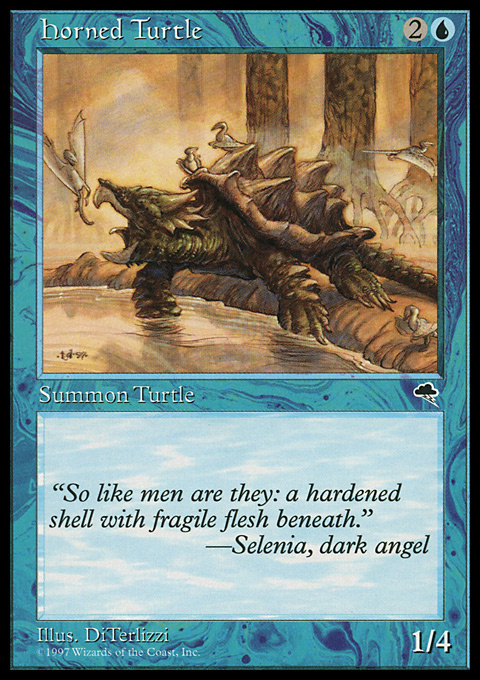 Horned Turtle
2
Summon Turtle
“So like men are they: a hardened
shell with fragile flesh beneath.”
—Selenia, dark angel
Illus. DiTerlizzi
©1997 Wizards of the Coast, Inc.
1/4